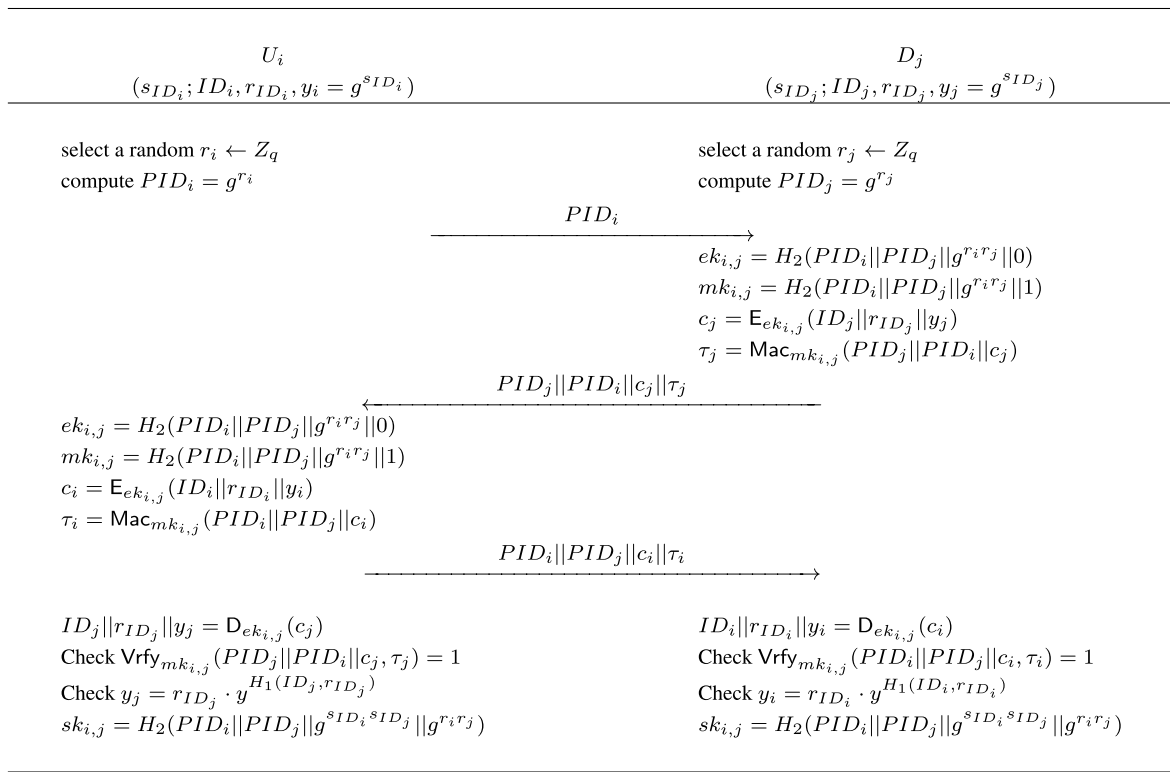 U_i D_j
(s_{ID_i}; ID_i, r_{ID_i}, y_i = g^{s_{ID_i}}) (s_{ID_j}; ID_j, r_{ID_j}, y_j = g^{s_{ID_j}})
select a random r_i ← Z_q select a random r_j ← Z_q
compute PID_i = g^{r_i} compute PID_j = g^{r_j}
PID_i
ek_{i,j} = H_2(PID_i||PID_j||g^{r_i r_j}||0)
mk_{i,j} = H_2(PID_i||PID_j||g^{r_i r_j}||1)
c_j = E_{ek_{i,j}}(ID_j||r_{ID_j}||y_j)
τ_j = Mac_{mk_{i,j}}(PID_j||PID_i||c_j)
PID_j||PID_i||c_j||τ_j
ek_{i,j} = H_2(PID_i||PID_j||g^{r_i r_j}||0)
mk_{i,j} = H_2(PID_i||PID_j||g^{r_i r_j}||1)
c_i = E_{ek_{i,j}}(ID_i||r_{ID_i}||y_i)
τ_i = Mac_{mk_{i,j}}(PID_i||PID_j||c_i)
PID_i||PID_j||c_i||τ_i
ID_j||r_{ID_j}||y_j = D_{ek_{i,j}}(c_j) ID_i||r_{ID_i}||y_i = D_{ek_{i,j}}(c_i)
Check Vrfy_{mk_{i,j}}(PID_j||PID_i||c_j, τ_j) = 1 Check Vrfy_{mk_{i,j}}(PID_i||PID_j||c_i, τ_i) = 1
Check y_j = r_{ID_j} · y^{H_1(ID_j, r_{ID_j})} Check y_i = r_{ID_i} · y^{H_1(ID_i, r_{ID_i})}
sk_{i,j} = H_2(PID_i||PID_j||g^{s_{ID_i} s_{ID_j}}||g^{r_i r_j}) sk_{i,j} = H_2(PID_i||PID_j||g^{s_{ID_i} s_{ID_j}}||g^{r_i r_j})